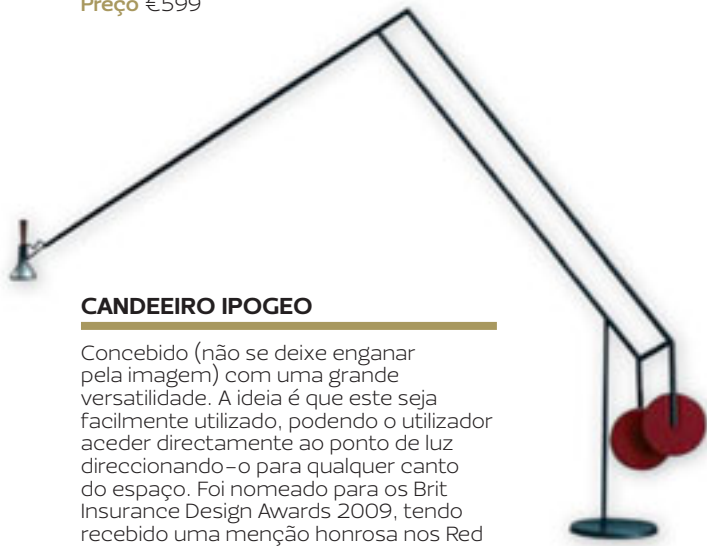 Preço €599
CANDEEIRO IPOGEO
Concebido (não se deixe enganar
pela imagem) com uma grande
versatilidade. A ideia é que este seja
facilmente utilizado, podendo o utilizador
aceder directamente ao ponto de luz
direccionando-o para qualquer canto
do espaço. Foi nomeado para os Brit
Insurance Design Awards 2009, tendo
recebido uma menção honrosa nos Red